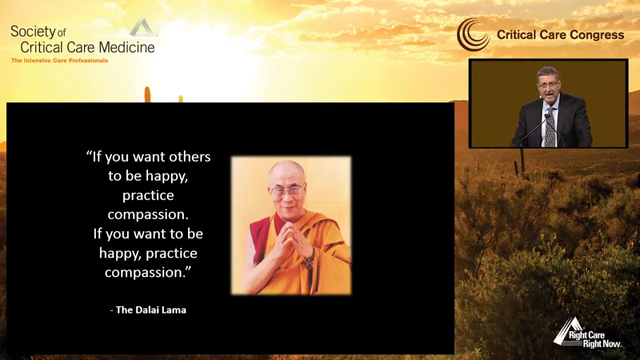 Society of
Critical Care Medicine
The Intensive Care Professionals
Critical Care Congress
“If you want others
to be happy,
practice
compassion.
If you want to be
happy, practice
compassion.”
- The Dalai Lama
Right Care
Right Now